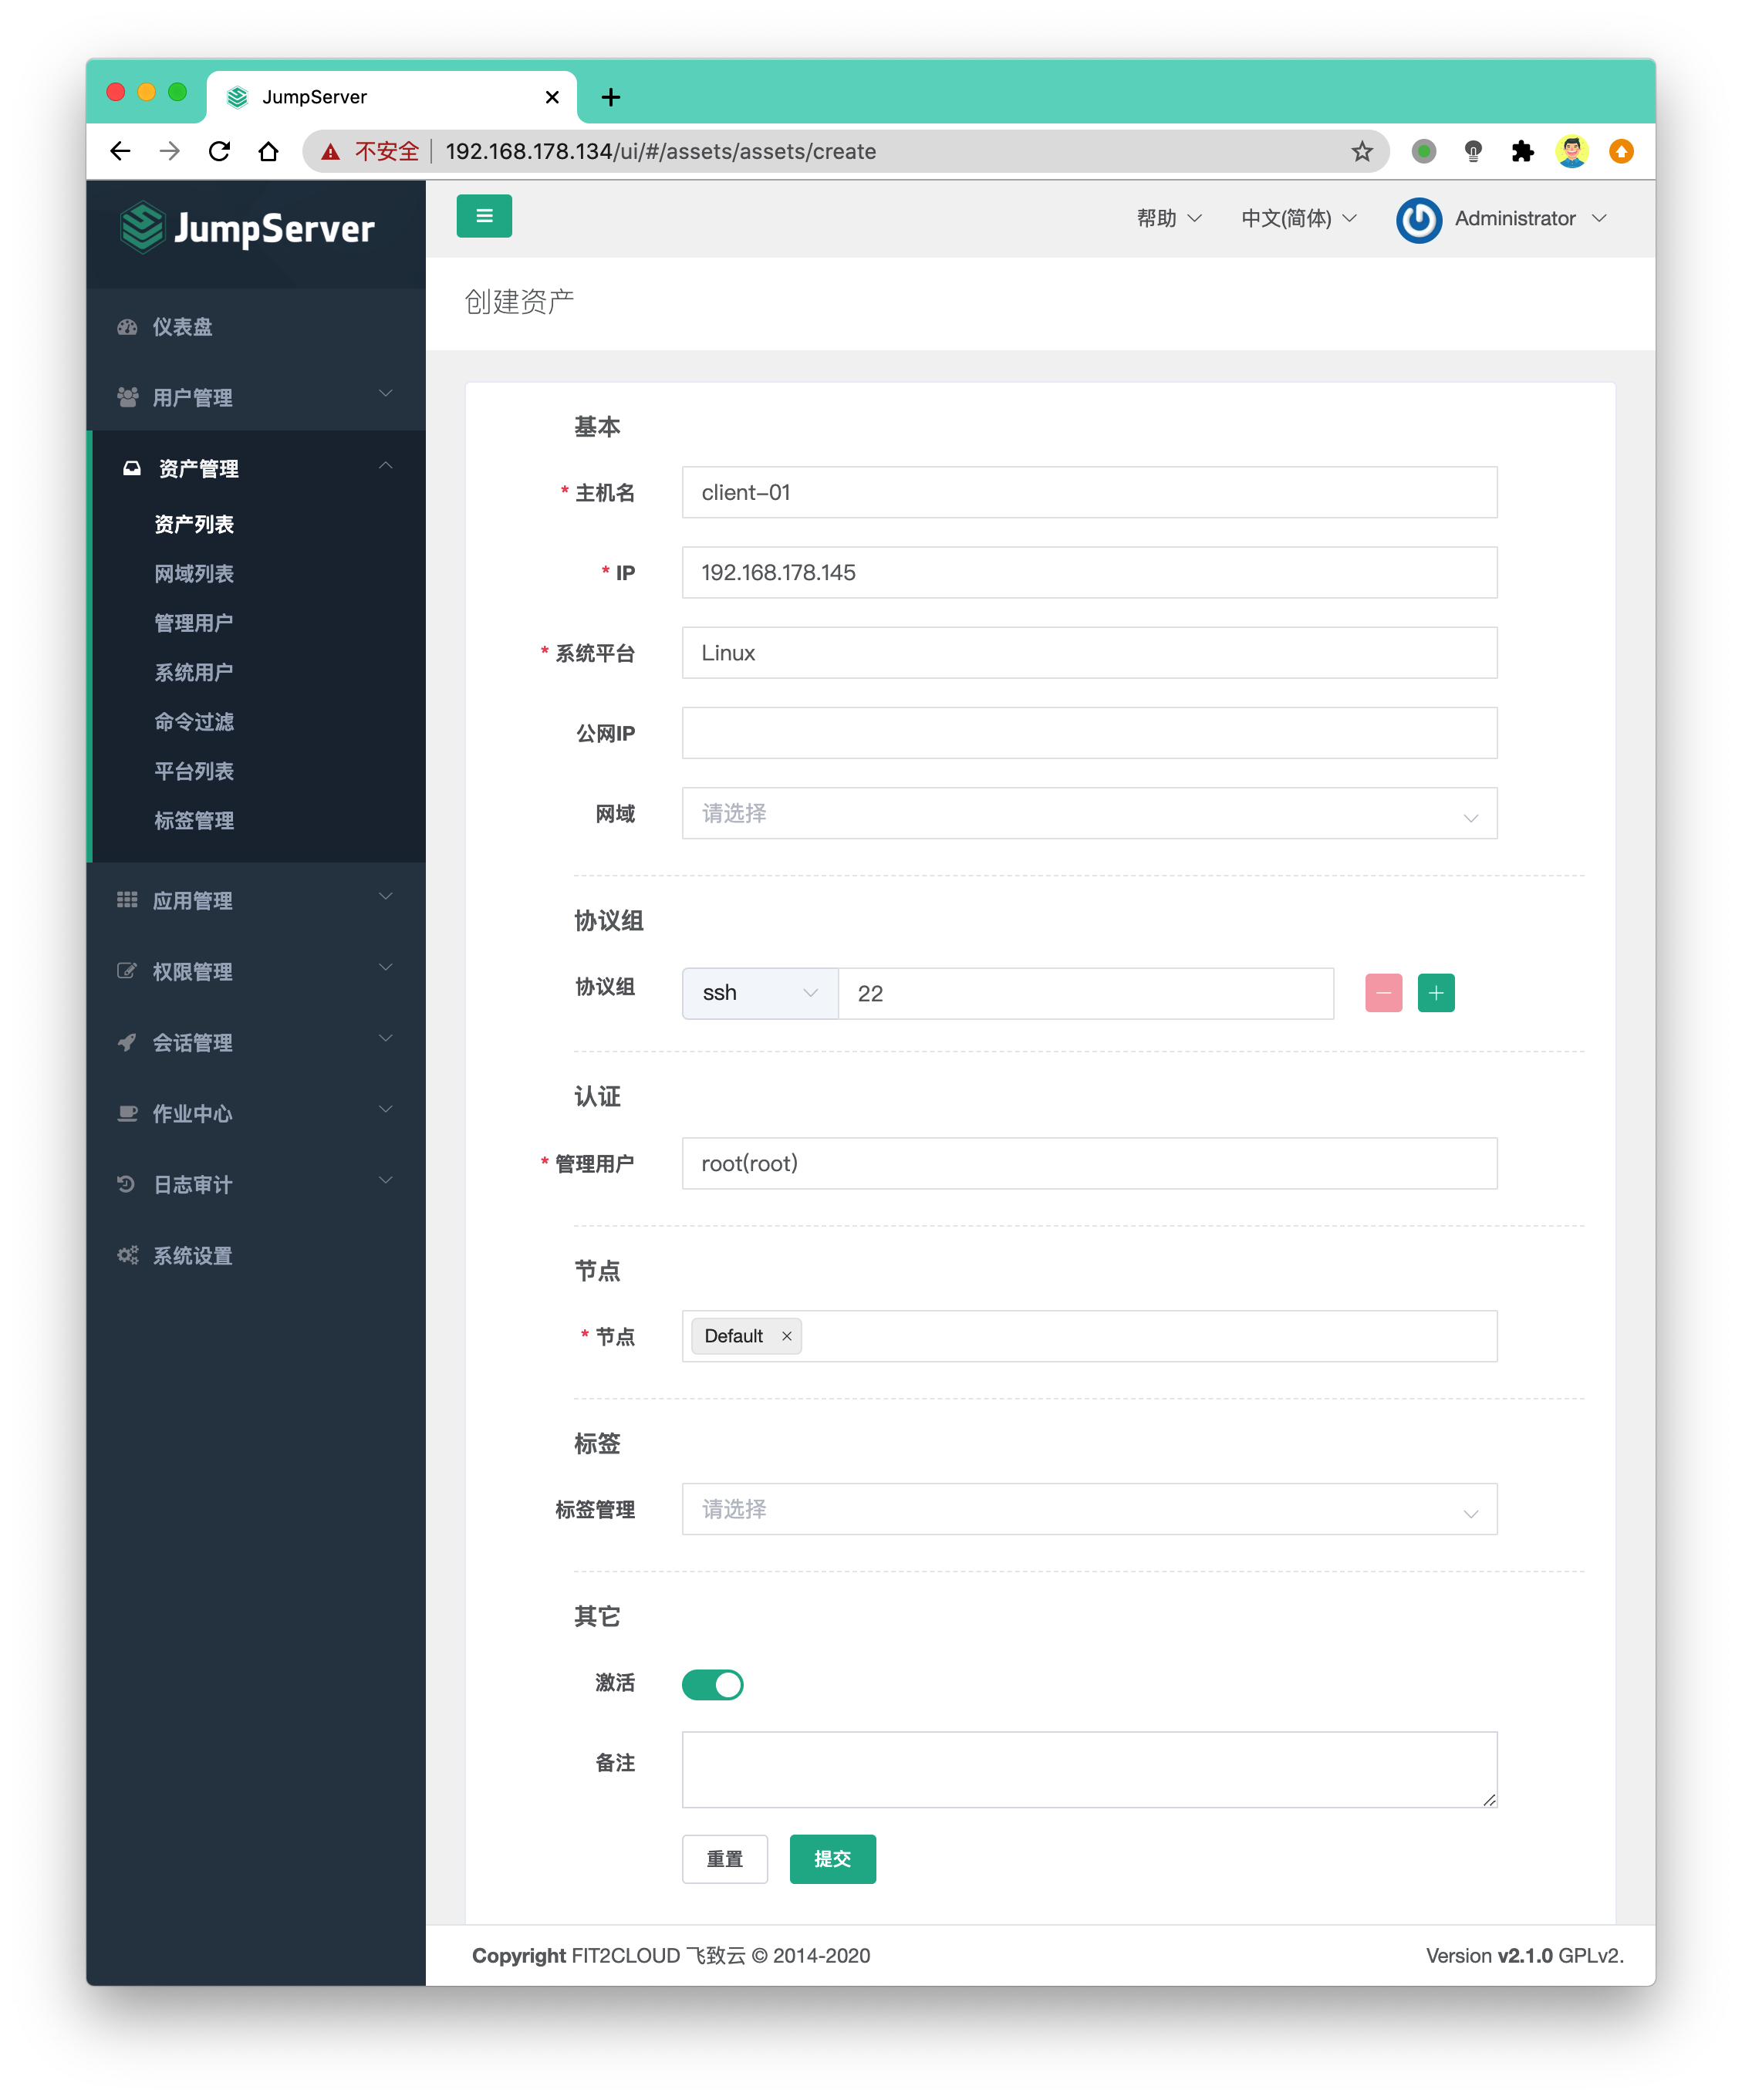 JumpServer
不安全 192.168.178.134/ui/#/assets/assets/create
JumpServer
帮助 中文(简体) Administrator
创建资产
仪表盘
用户管理
资产管理
资产列表
网域列表
管理用户
系统用户
命令过滤
平台列表
标签管理
应用管理
权限管理
会话管理
作业中心
日志审计
系统设置
基本
* 主机名 client-01
* IP 192.168.178.145
* 系统平台 Linux
公网IP
网域 请选择
协议组
协议组 ssh 22
认证
* 管理用户 root(root)
节点
* 节点 Default ×
标签
标签管理 请选择
其它
激活
备注
重置 提交
Copyright FIT2CLOUD 飞致云 © 2014-2020 Version v2.1.0 GPLv2.